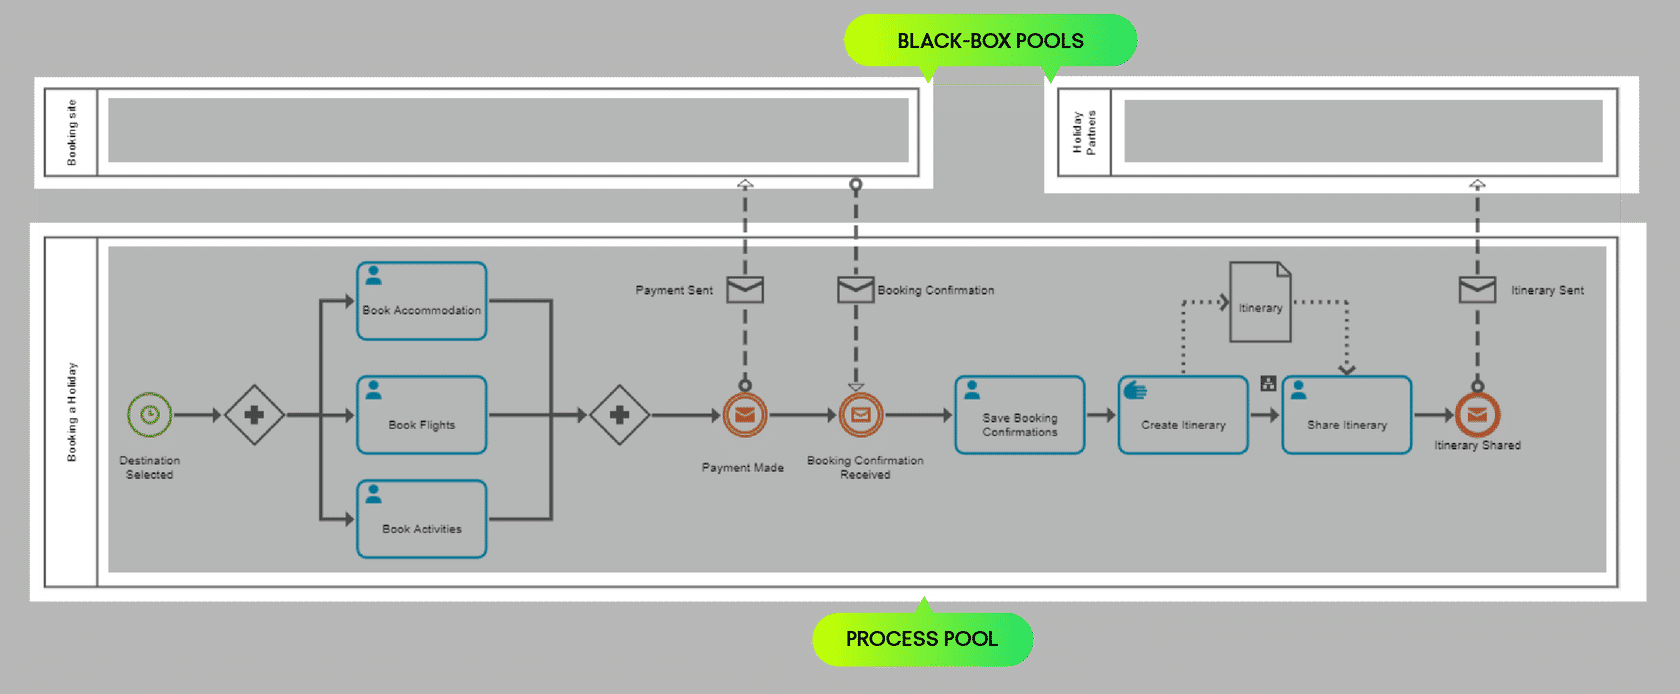 BLACK-BOX POOLS
Booking site
Holiday
Partners
Booking a Holiday
Destination
Selected
Book Accommodation
Book Flights
Book Activities
Payment Sent
Payment Made
Booking Confirmation
Booking Confirmation
Received
Save Booking
Confirmations
Create Itinerary
Itinerary
Share Itinerary
Itinerary Sent
Itinerary Shared
PROCESS POOL